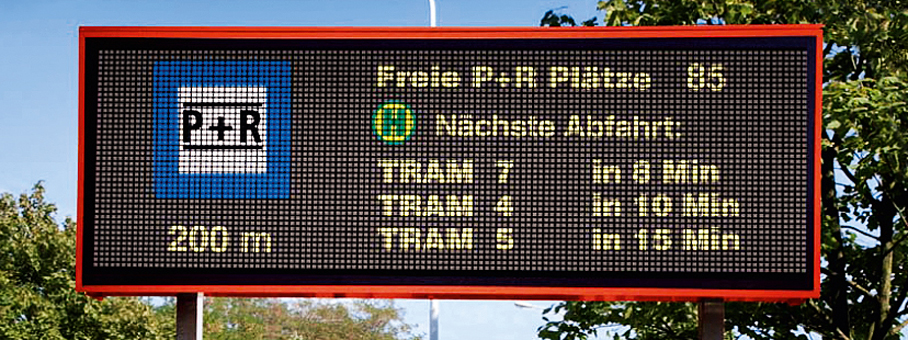 P+R
200 m
Freie P+R Plätze 85
H Nächste Abfahrt:
TRAM 7 in 8 Min
TRAM 4 in 10 Min
TRAM 5 in 15 Min